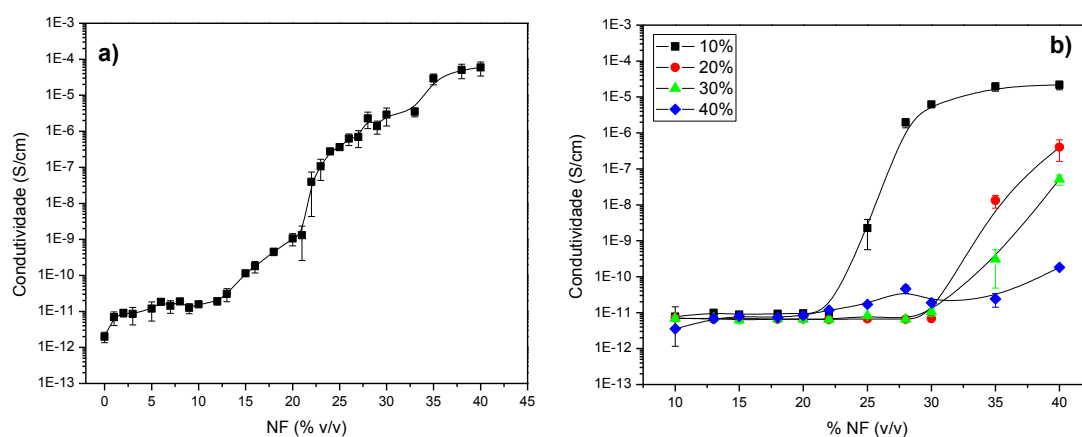 a)
Condutividade (S/cm)
1E-3
1E-4
1E-5
1E-6
1E-7
1E-8
1E-9
1E-10
1E-11
1E-12
1E-13
0 5 10 15 20 25 30 35 40 45
NF (% v/v)
b)
10%
20%
30%
40%
Condutividade (S/cm)
1E-3
1E-4
1E-5
1E-6
1E-7
1E-8
1E-9
1E-10
1E-11
1E-12
1E-13
10 15 20 25 30 35 40
% NF (v/v)